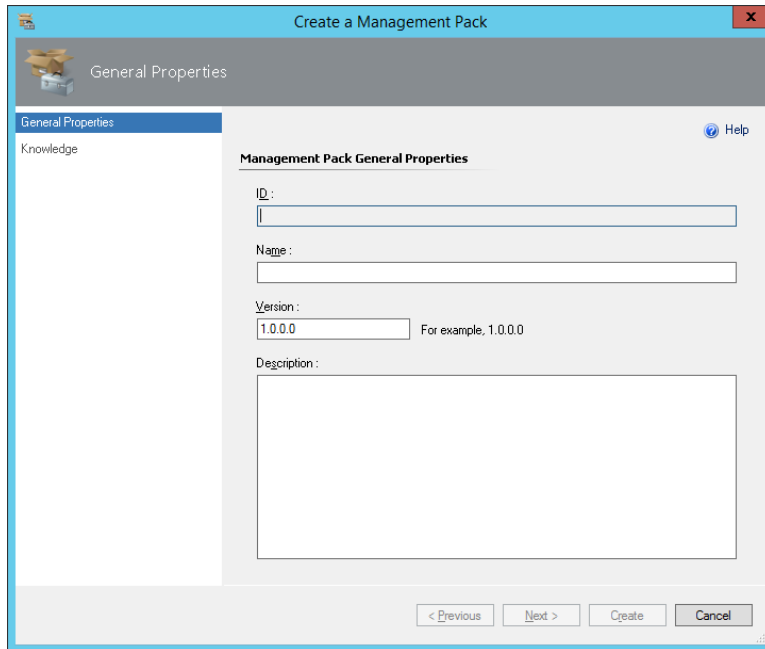 Create a Management Pack
x
General Properties
General Properties
Knowledge
Help
Management Pack General Properties
ID :
Name :
Version :
1.0.0.0 For example, 1.0.0.0
Description :
< Previous Next > Create Cancel